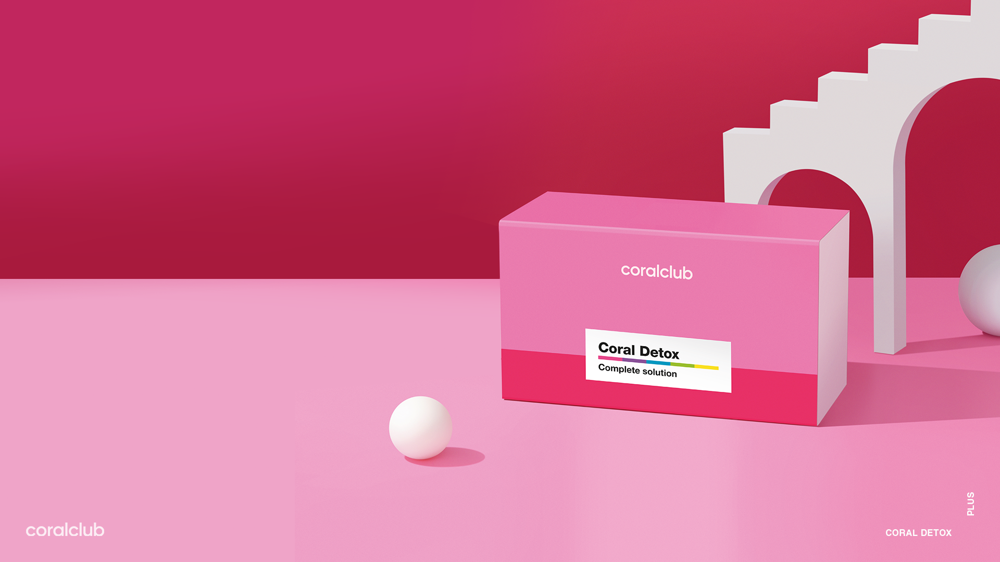 coralclub
Coral Detox
Complete solution
coralclub
CORAL DETOX
PLUS